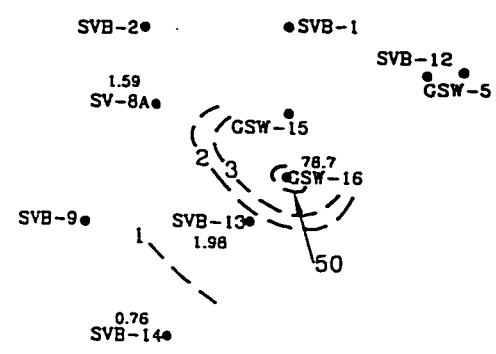 SVB-2 SVB-1
SVB-12
GSW-5
1.59
SV-8A
GSW-15
2 3
78.7
GSW-16
SVB-9 1 SVB-13
1.98
50
0.76
SVB-14